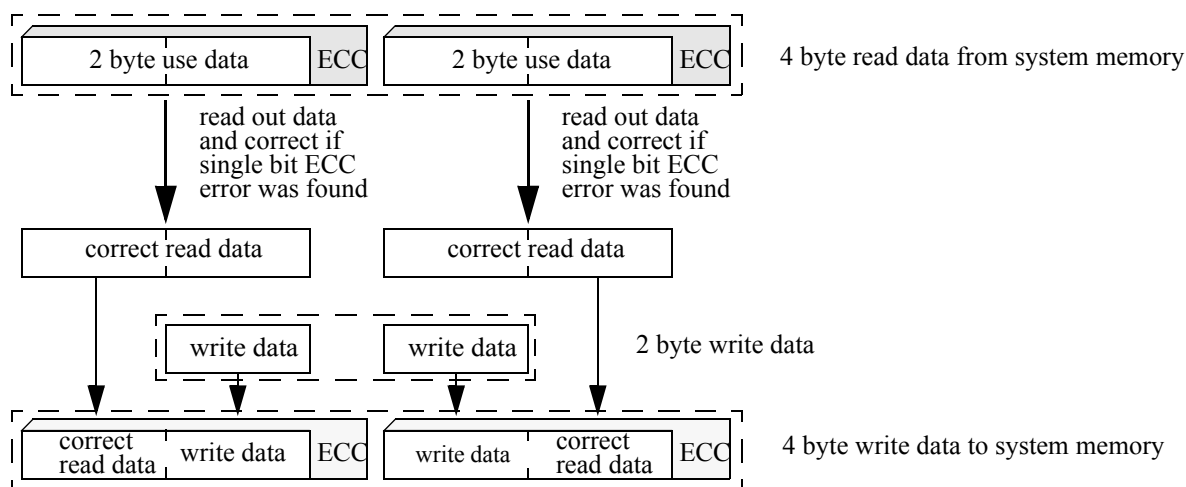 2 byte use data ECC 2 byte use data ECC 4 byte read data from system memory
read out data
and correct if
single bit ECC
error was found
read out data
and correct if
single bit ECC
error was found
correct read data correct read data
write data write data 2 byte write data
correct
read data write data ECC
write data correct
read data ECC
4 byte write data to system memory